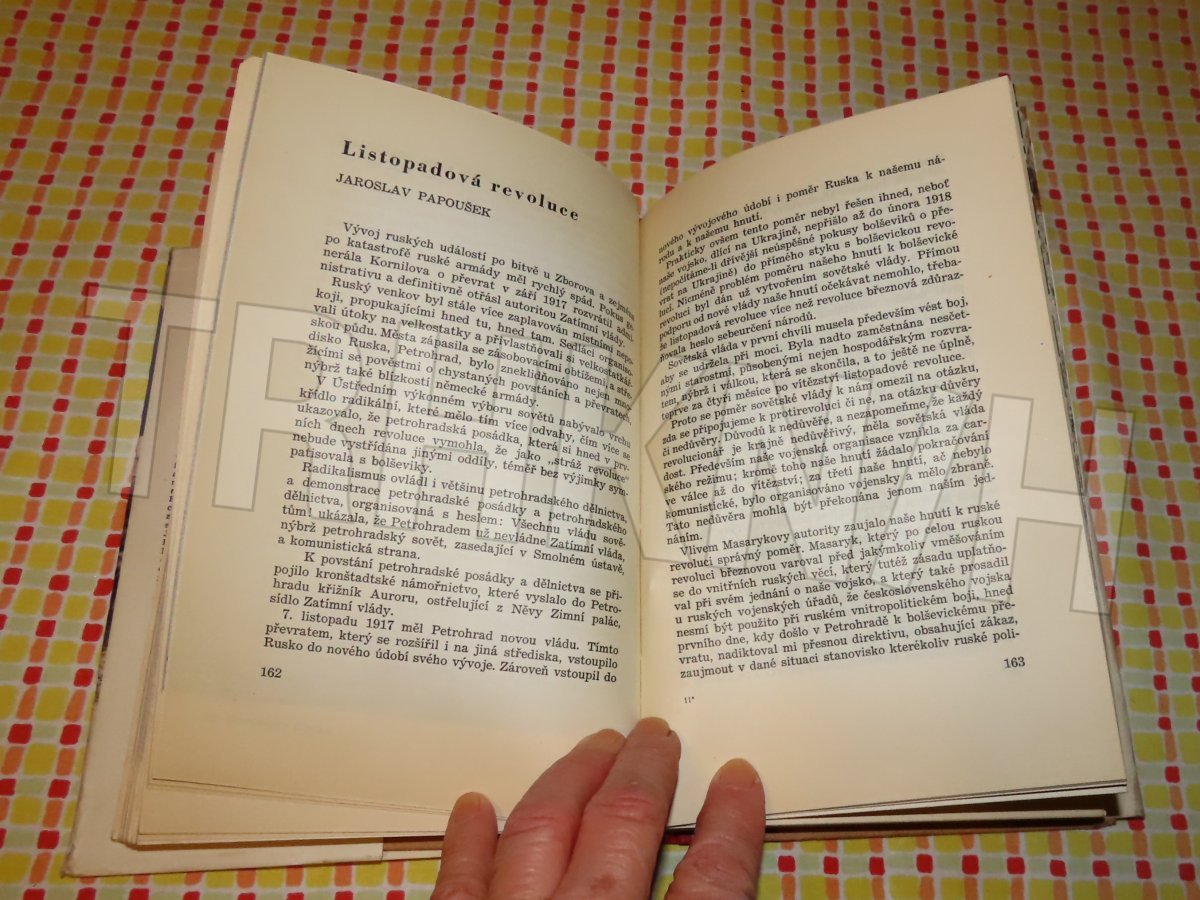 Listopadová revoluce
JAROSLAV PAPOUŠEK
Vývoj ruských událostí po bitvě u Zborova a zejména
po katastrofě ruské armády měl rychlý spád. Pokus ge-
nerála Kornilova o převrat v září 1917 rozvrátil admi-
nistrativu a definitivně otřásl autoritou Zatímní vlády.
Ruský venkov byl stále více zaplavován místními nepo-
koji, propukajícími hned tu, hned tam. Sedláci organiso-
vali útoky na velkostatky a přivlastňovali si velkostatkář-
skou půdu. Města zápasila se zásobovacími obtížemi, a stře-
disko Ruska, Petrohrad, bylo zneklidňováno nejen mno-
žícími se pověstmi o chystaných povstáních a převratech,
nýbrž také blízkostí německé armády.
V Ústředním výkonném výboru sovětů nabývalo vrchu
křídlo radikální, které mělo tím více odvahy, čím více se
ukazovalo, že petrohradská posádka, která si hned v prv-
ních dnech revoluce vymohla, že jako „stráž revoluce“
nebude vystřídána jinými oddíly, téměř bez výjimky sym-
patisovala s bolševiky.
Radikalismus ovládl i většinu petrohradského dělnictva,
a demonstrace petrohradské posádky a petrohradského
dělnictva, organisovaná s heslem: Všechnu vládu sově-
tům! ukázala, že Petrohradem už nevládne Zatímní vláda,
nýbrž petrohradský sovět, zasedající v Smolném ústavě,
a komunistická strana.
K povstání petrohradské posádky a dělnictva se při-
pojilo kronštadtské námořnictvo, které vyslalo do Petro-
hradu křižník Auroru, ostřelující z Něvy Zimní palác,
sídlo Zatímní vlády.
7. listopadu 1917 měl Petrohrad novou vládu. Tímto
převratem, který se rozšířil i na jiná střediska, vstoupilo
Rusko do nového údobí svého vývoje. Zároveň vstoupil do
162
nového vývojového údobí i poměr Ruska k našemu ná-
rodu a k našemu hnutí.
Prakticky ovšem tento poměr nebyl řešen ihned, neboť
naše vojsko, dlící na Ukrajině, nepřišlo až do února 1918
(nepočítáme-li dřívější neúspěšné pokusy bolševiků o pře-
vrat na Ukrajině) do přímého styku s bolševickou revo-
lucí. Nicméně problém poměru našeho hnutí k bolševické
revoluci byl dán už vytvořením sovětské vlády. Přímou
podporu od nové vlády naše hnutí očekávat nemohlo, třeba-
že listopadová revoluce více než revoluce březnová zdůraz-
ňovala heslo sebeurčení národů.
Sovětská vláda v první chvíli musela především vést boj,
aby se udržela při moci. Byla nadto zaměstnána nesčet-
nými starostmi, působenými nejen hospodářským rozvra-
tem, nýbrž i válkou, která se skončila, a to ještě ne úplně,
teprve za čtyři měsíce po vítězství listopadové revoluce.
Proto se poměr sovětské vlády k nám omezil na otázku,
zda se připojujeme k protirevoluci či ne, na otázku důvěry
či nedůvěry. Důvodů k nedůvěře, a nezapomeňme, že každý
revolucionář je krajně nedůvěřivý, měla sovětská vláda
dost. Především naše vojenská organisace vznikla za car-
ského režimu; kromě toho naše hnutí žádalo pokračování
ve válce až do vítězství; za třetí naše hnutí, ač nebylo
komunistické, bylo organisováno vojensky a mělo zbraně.
Tato nedůvěra mohla být překonána jenom naším jed-
náním.
Vlivem Masarykovy autority zaujalo naše hnutí k ruské
revoluci správný poměr. Masaryk, který po celou ruskou
revoluci březnovou varoval před jakýmkoliv vměšováním
se do vnitřních ruských věcí, který tutéž zásadu uplatňo-
val při svém jednání o naše vojsko, a který také prosadil
u ruských vojenských úřadů, že československého vojska
nesmí být použito při ruském vnitropolitickém boji, hned
prvního dne, kdy došlo v Petrohradě k bolševickému pře-
vratu, nadiktoval mi přesnou direktivu, obsahující zákaz,
zaujmout v dané situaci stanovisko kterékoliv ruské poli-
11*
163